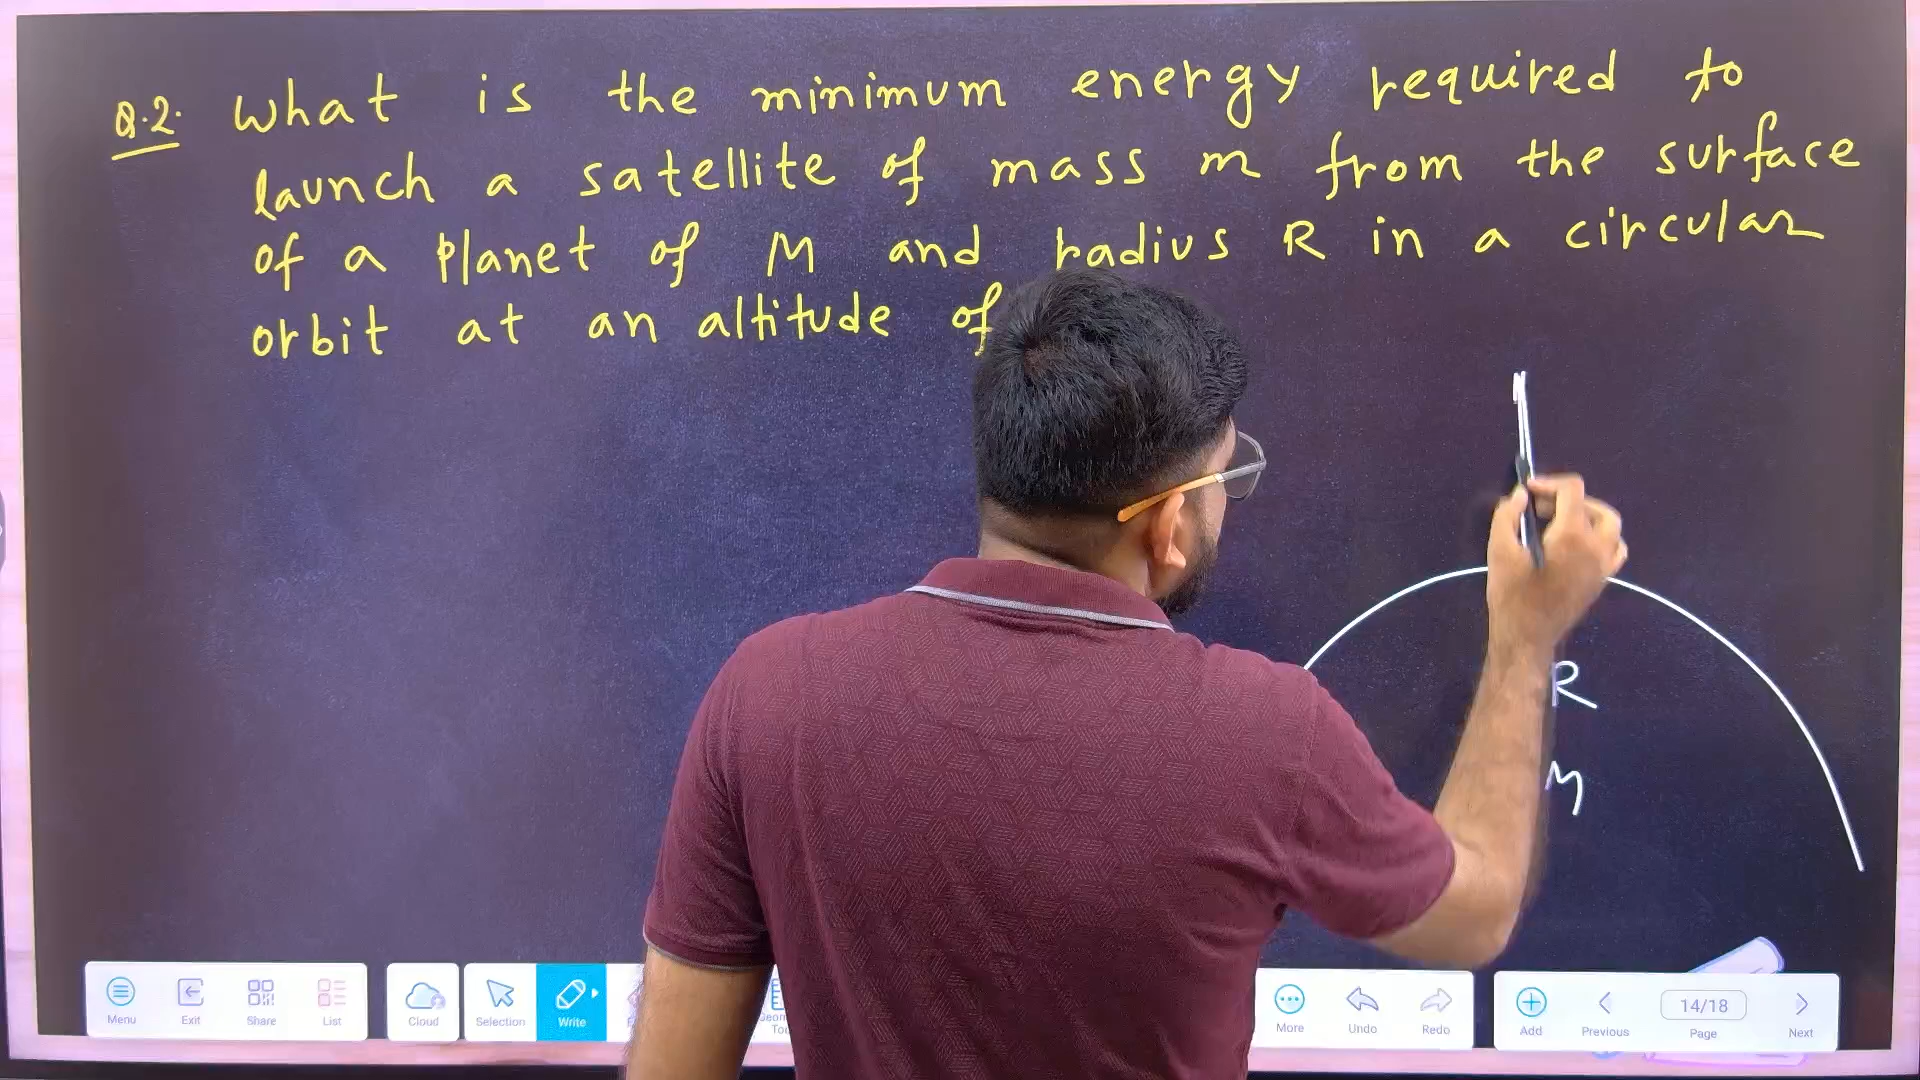 Q.2. What is the minimum energy required to
launch a satellite of mass m from the surface
of a planet of M and radius R in a circular
orbit at an altitude of
R
M
Menu
Exit
Share
List
Cloud
Selection
Write
More
Undo
Redo
Add
Previous
14/18
Page
Next